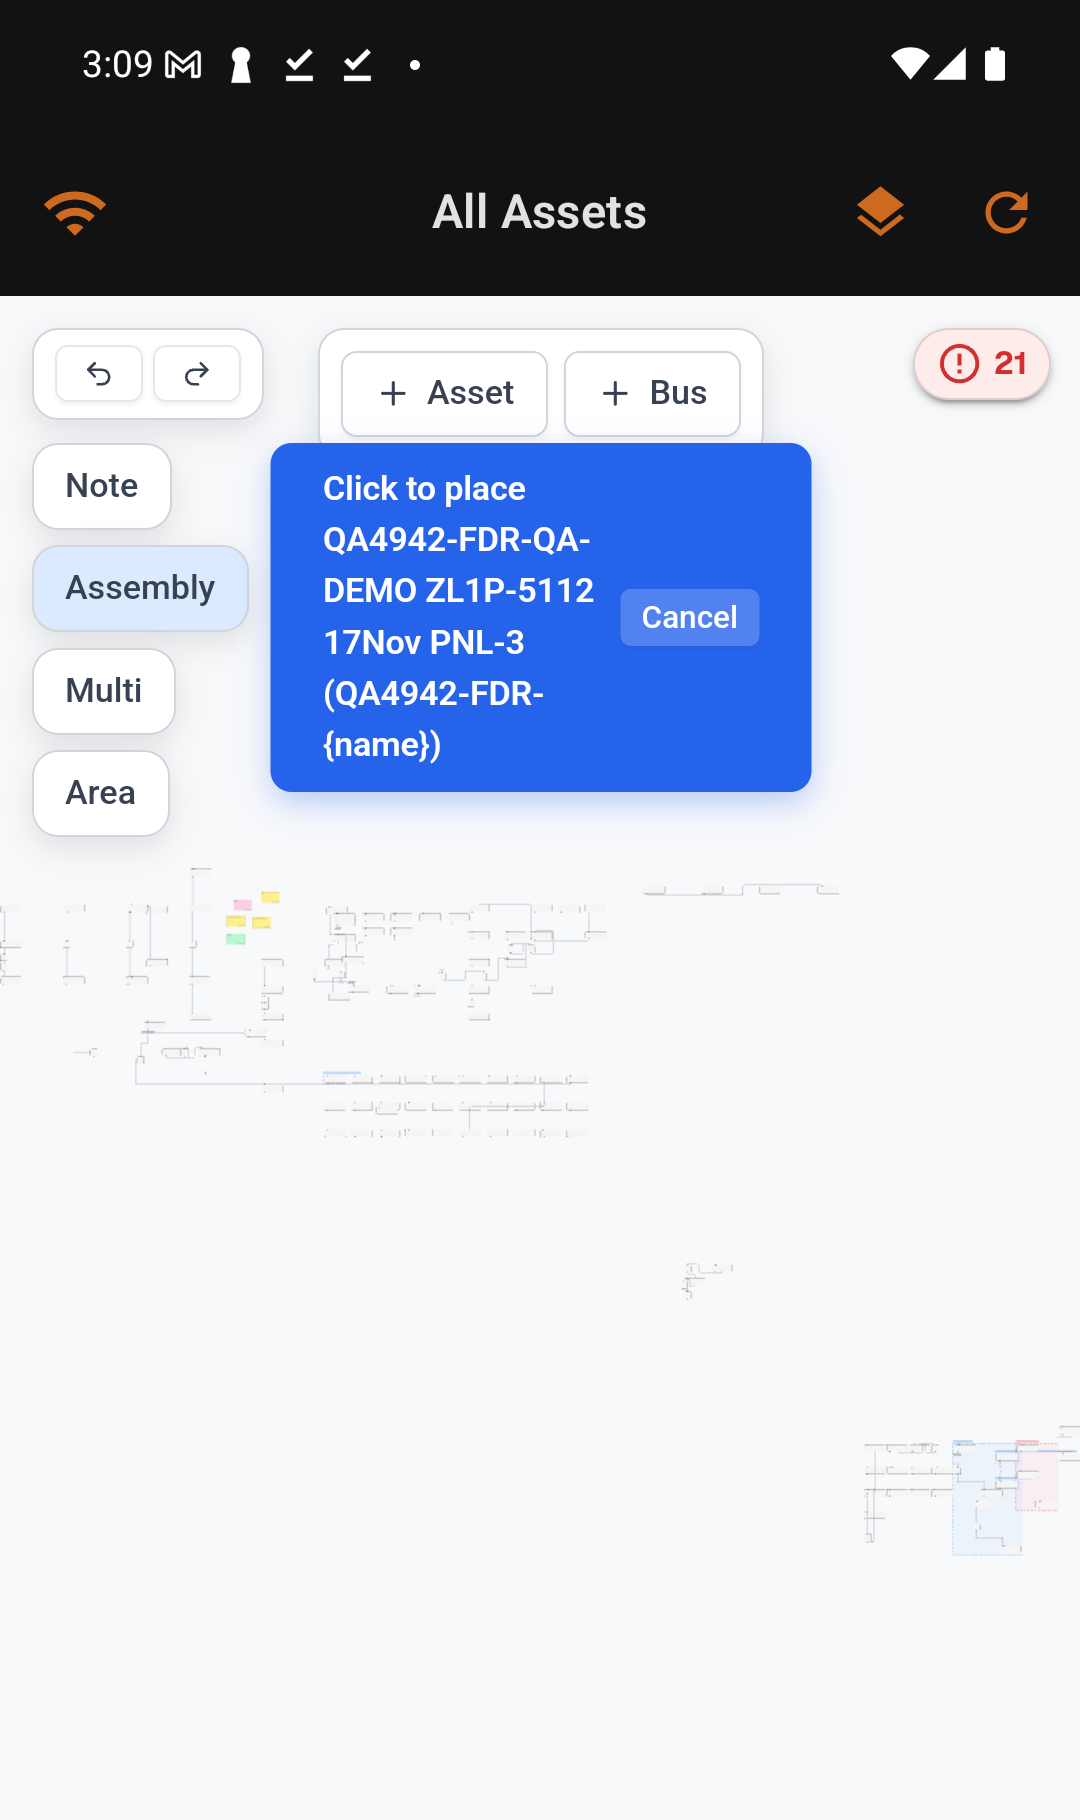 3:09
All Assets
Asset
Bus
21
Note
Assembly
Multi
Area
Click to place
QA4942-FDR-QA-
DEMO ZL1P-5112
17Nov PNL-3
(QA4942-FDR-
{name})
Cancel